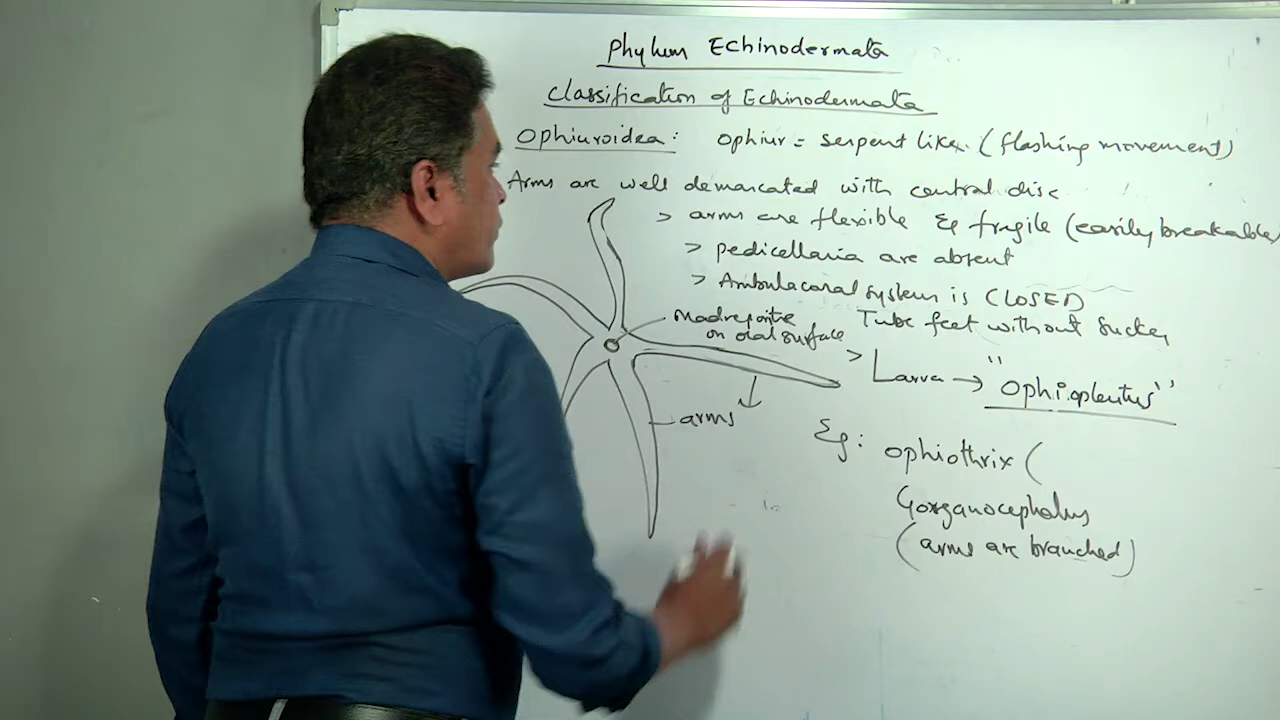 Phylum Echinodermata
Classification of Echinodermata
Ophiuroidea: Ophiur = serpent like. (flashing movement)
Arms are well demarcated with central disc
> arms are flexible & fragile (easily breakable)
> pedicellaria are absent
> Ambulacral system is CLOSED
Tube feet without sucker
Madreporite
on oral surface
> Larva → "Ophiopleutus"
arms
Eg: Ophiothrix (
Gorganocephalus
(arms are branched)